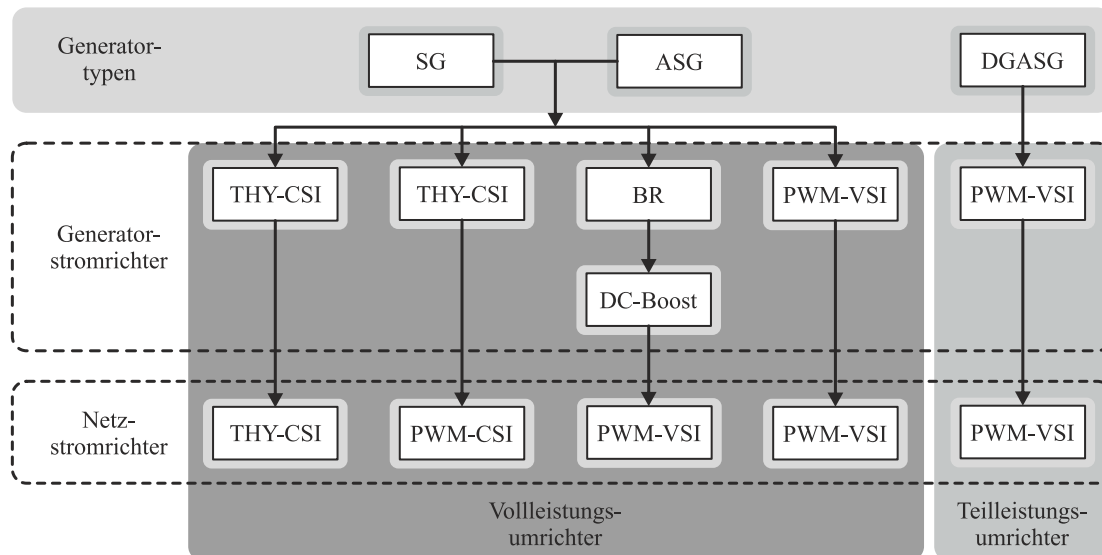 Generator-
typen
SG
ASG
DGASG
THY-CSI
THY-CSI
BR
PWM-VSI
PWM-VSI
Generator-
stromrichter
DC-Boost
Netz-
stromrichter
THY-CSI
PWM-CSI
PWM-VSI
PWM-VSI
PWM-VSI
Vollleistungs-
umrichter
Teilleistungs-
umrichter